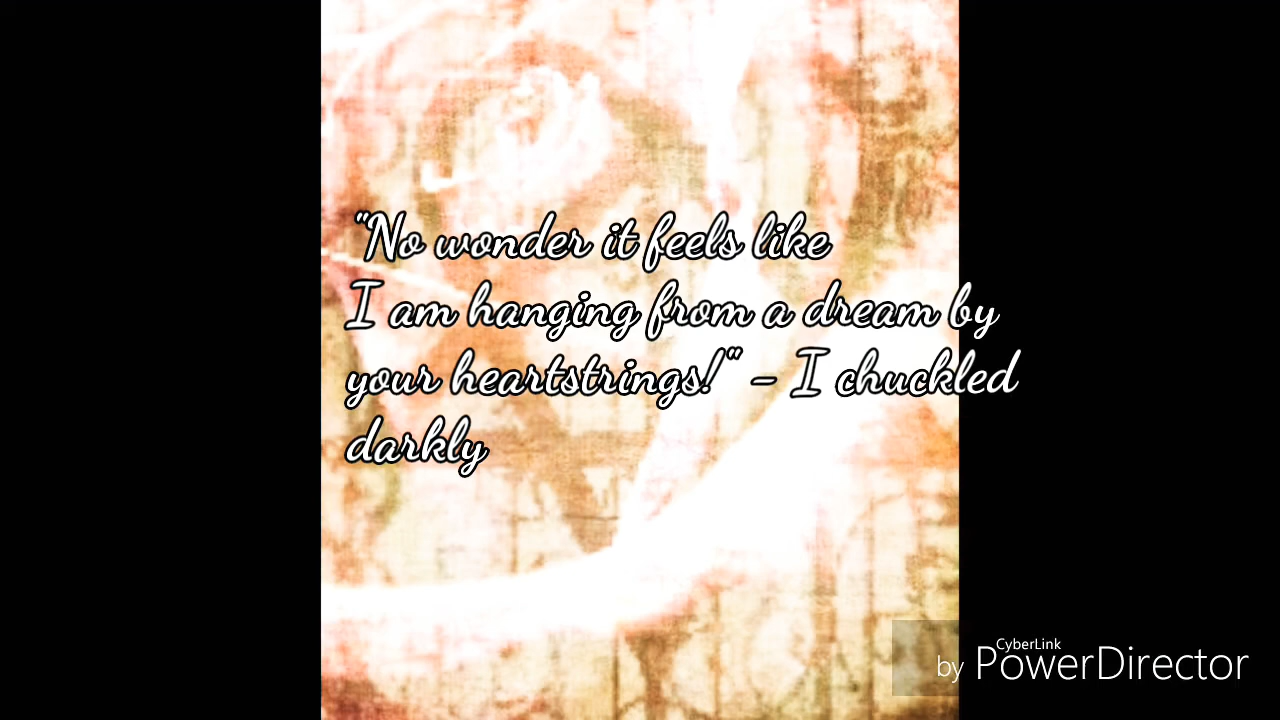 "No wonder it feels like
I am hanging from a dream by
your heartstrings!" - I chuckled
darkly
CyberLink
by PowerDirector